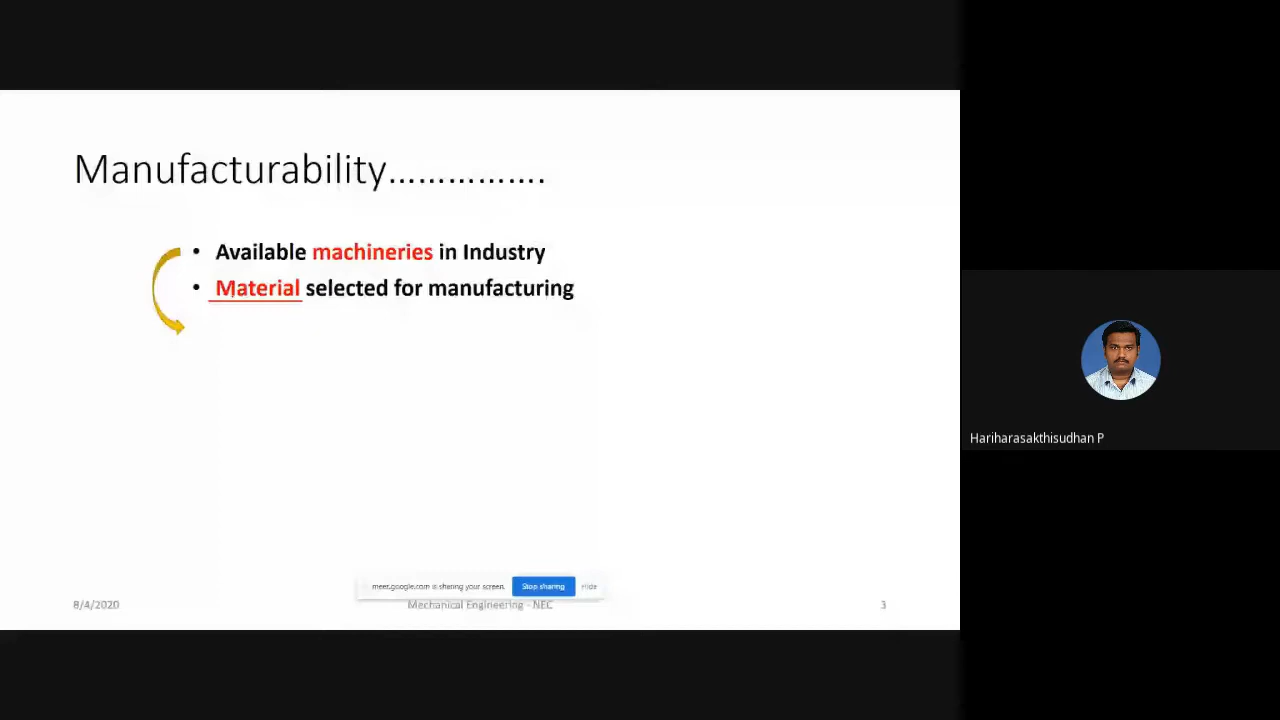 Manufacturability…………….
• Available machineries in Industry
• Material selected for manufacturing
Hariharasakthisudhan P
meet.google.com is sharing your screen. Stop sharing Hide
8/4/2020 Mechanical Engineering - NEC 3